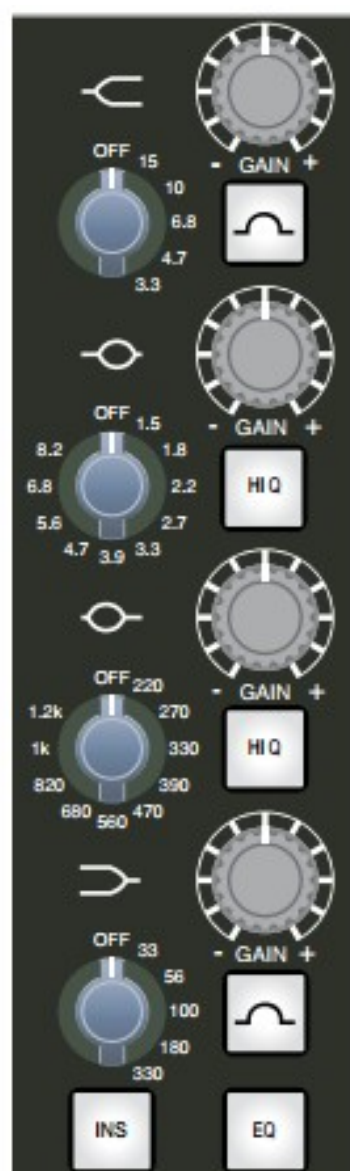 OFF
15
10
6.8
4.7
3.3
- GAIN +
OFF
1.5
1.8
2.2
2.7
3.3
3.9
4.7
5.6
6.8
8.2
- GAIN +
HI Q
OFF
220
270
330
390
470
560
680
820
1k
1.2k
- GAIN +
HI Q
OFF
33
56
100
180
330
- GAIN +
INS
EQ